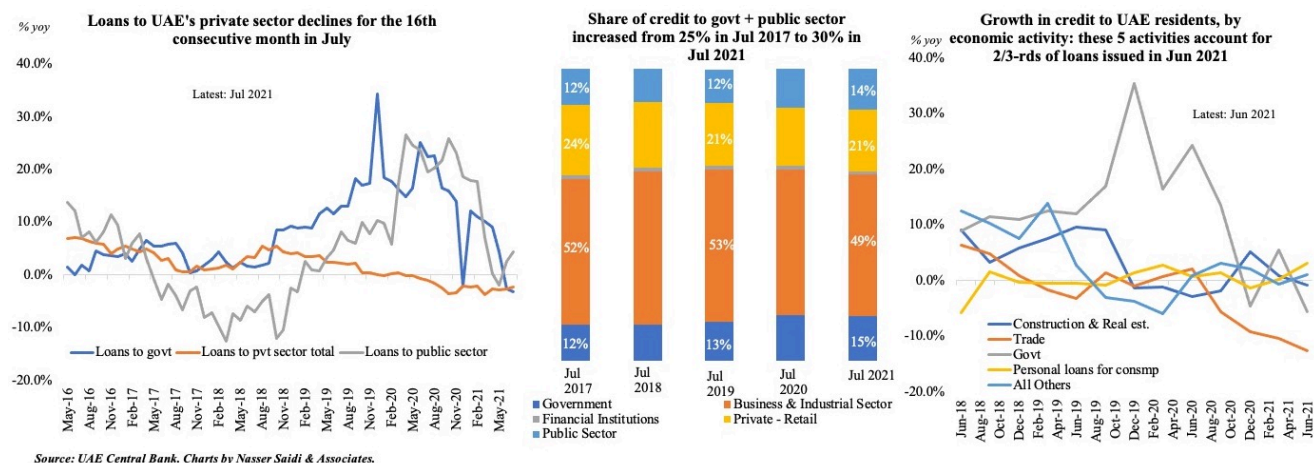 Loans to UAE's private sector declines for the 16th
consecutive month in July
% yoy
Latest: Jul 2021
40.0%
30.0%
20.0%
10.0%
0.0%
-10.0%
-20.0%
Loans to govt
Loans to pvt sector total
Loans to public sector
May-16
Aug-16
Nov-16
Feb-17
May-17
Aug-17
Nov-17
Feb-18
May-18
Aug-18
Nov-18
Feb-19
May-19
Aug-19
Nov-19
Feb-20
May-20
Aug-20
Nov-20
Feb-21
May-21
Share of credit to govt + public sector
increased from 25% in Jul 2017 to 30% in
Jul 2021
12%
12%
14%
24%
21%
21%
52%
53%
49%
12%
13%
15%
Jul
2017
Jul
2018
Jul
2019
Jul
2020
Jul 2021
Government
Business & Industrial Sector
Financial Institutions
Private - Retail
Public Sector
Growth in credit to UAE residents, by
economic activity: these 5 activities account for
2/3-rds of loans issued in Jun 2021
% yoy
Latest: Jun 2021
40.0%
30.0%
20.0%
10.0%
0.0%
-10.0%
-20.0%
Construction & Real est.
Trade
Govt
Personal loans for consmp
All Others
Jun-18
Aug-18
Oct-18
Dec-18
Feb-19
Apr-19
Jun-19
Aug-19
Oct-19
Dec-19
Feb-20
Apr-20
Jun-20
Aug-20
Oct-20
Dec-20
Feb-21
Apr-21
Jun-21
Source: UAE Central Bank. Charts by Nasser Saidi & Associates.